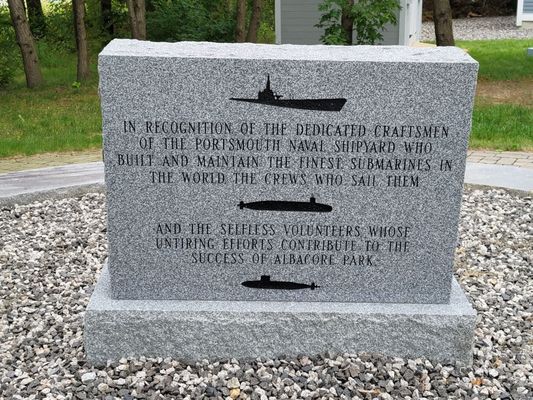 IN RECOGNITION OF THE DEDICATED CRAFTSMEN
OF THE PORTSMOUTH NAVAL SHIPYARD WHO
BUILT AND MAINTAIN THE FINEST SUBMARINES IN
THE WORLD THE CREWS WHO SAIL THEM
AND THE SELFLESS VOLUNTEERS WHOSE
UNTIRING EFFORTS CONTRIBUTE TO THE
SUCCESS OF ALBACORE PARK.